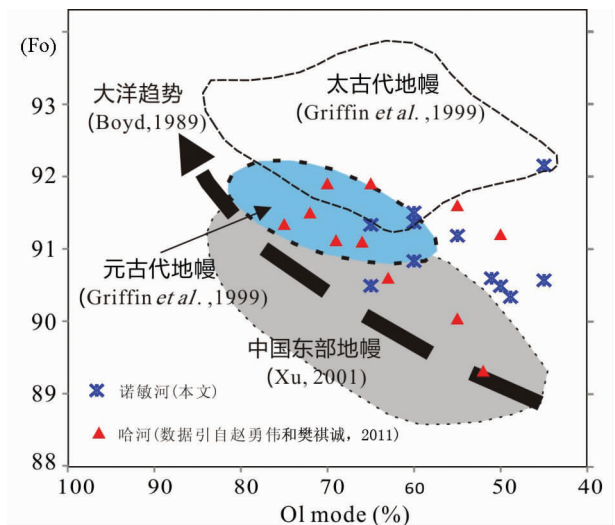 (Fo)
93
92
91
90
89
88
太古代地幔
(Griffin et al. ,1999)
大洋趋势
(Boyd,1989)
元古代地幔
(Griffin et al. ,1999)
中国东部地幔
(Xu, 2001)
诺敏河(本文)
哈河(数据引自赵勇伟和樊祺诚, 2011)
100 90 80 70 60 50 40
Ol mode (%)